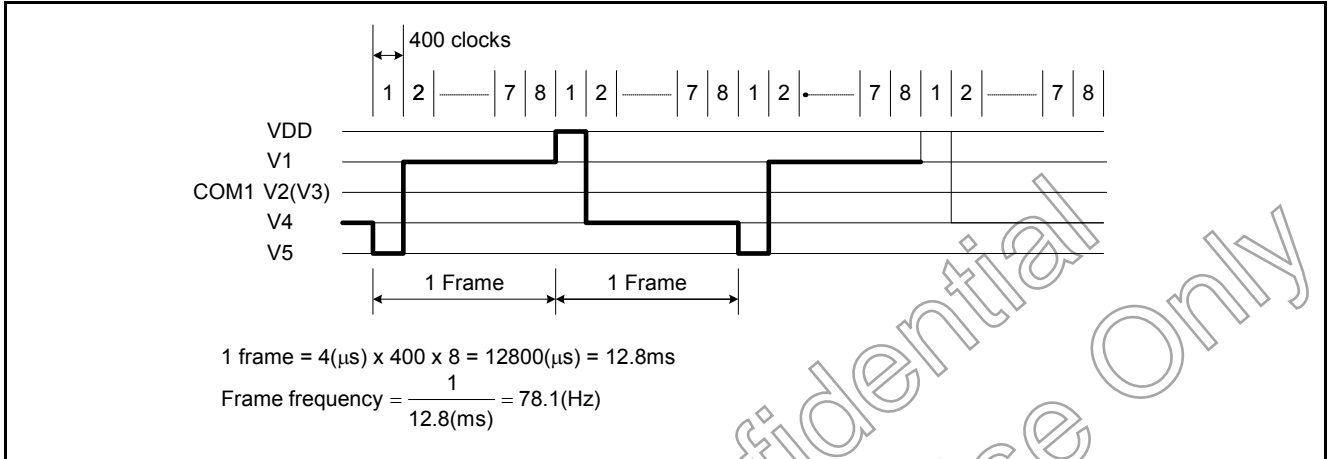 400 clocks
1 2 7 8 1 2 7 8 1 2 7 8 1 2 7 8
VDD
V1
COM1 V2(V3)
V4
V5
1 Frame 1 Frame
1 frame = 4(μs) x 400 x 8 = 12800(μs) = 12.8ms
Frame frequency = 1 / 12.8(ms) = 78.1(Hz)
Only